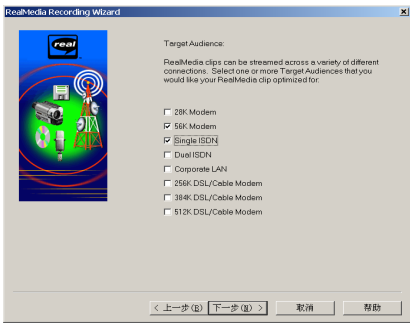 RealMedia Recording Wizard
real
Target Audience:
RealMedia clips can be streamed across a variety of different
connections. Select one or more Target Audiences that you
would like your RealMedia clip optimized for:
28K Modem
56K Modem
Single ISDN
Dual ISDN
Corporate LAN
256K DSL/Cable Modem
384K DSL/Cable Modem
512K DSL/Cable Modem
< 上一步(B) 下一步(N) > 取消 帮助